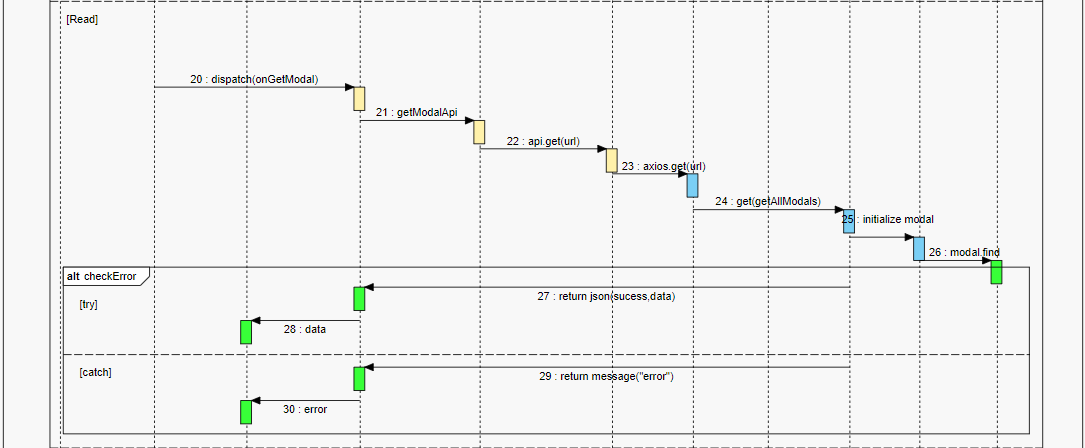 [Read]
20 : dispatch(onGetModal)
21 : getModalApi
22 : api.get(url)
23 : axios.get(url)
24 : get(getAllModals)
25 : initialize modal
26 : modal.find
alt checkError
[try]
27 : return json(sucess,data)
28 : data
[catch]
29 : return message("error")
30 : error